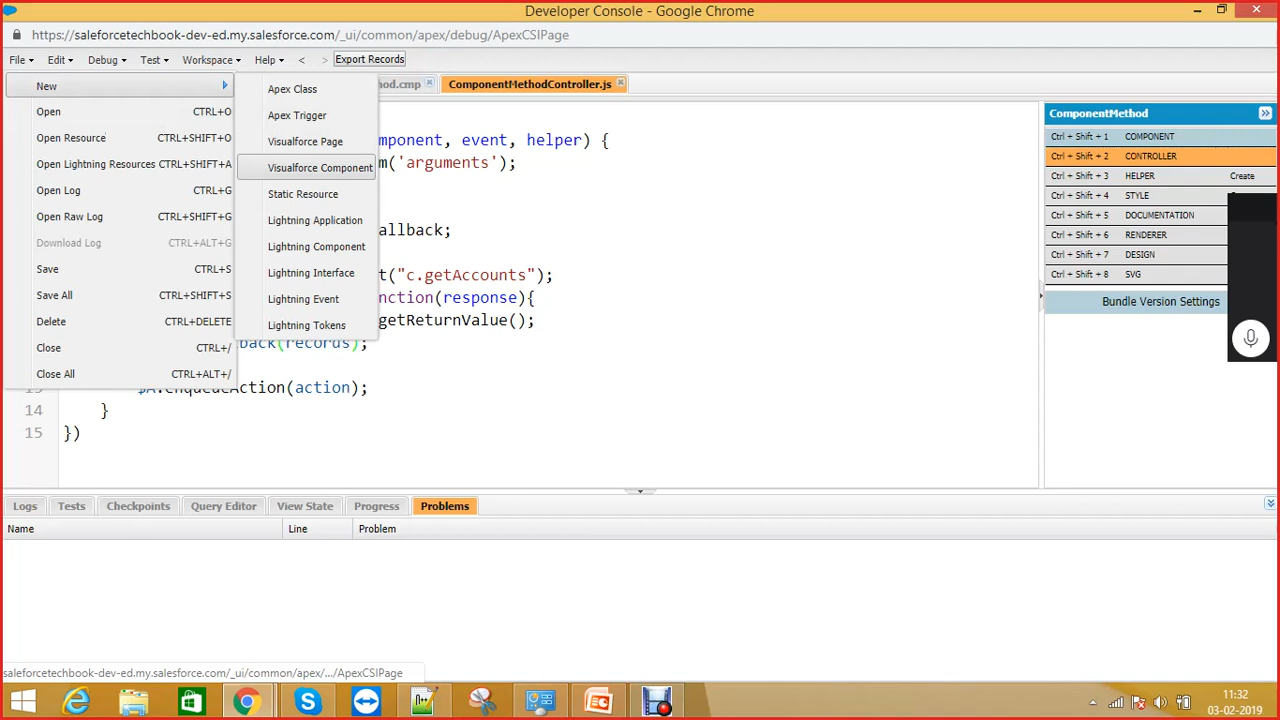 Developer Console - Google Chrome
https://saleforcetechbook-dev-ed.my.salesforce.com/_ui/common/apex/debug/ApexCSIPage
File Edit Debug Test Workspace Help < > Export Records
New
Open CTRL+O
Open Resource CTRL+SHIFT+O
Open Lightning Resources CTRL+SHIFT+A
Open Log CTRL+G
Open Raw Log CTRL+SHIFT+G
Download Log CTRL+ALT+G
Save CTRL+S
Save All CTRL+SHIFT+S
Delete CTRL+DELETE
Close CTRL+/
Close All CTRL+ALT+/
Apex Class
Apex Trigger
Visualforce Page
Visualforce Component
Static Resource
Lightning Application
Lightning Component
Lightning Interface
Lightning Event
Lightning Tokens
hod.cmp ComponentMethodController.js
mponent, event, helper) {
m('arguments');
allback;
t("c.getAccounts");
nction(response){
getReturnValue();
back(records);
$A.enqueueAction(action);
14 }
15 })
ComponentMethod
Ctrl + Shift + 1 COMPONENT
Ctrl + Shift + 2 CONTROLLER
Ctrl + Shift + 3 HELPER Create
Ctrl + Shift + 4 STYLE
Ctrl + Shift + 5 DOCUMENTATION
Ctrl + Shift + 6 RENDERER
Ctrl + Shift + 7 DESIGN
Ctrl + Shift + 8 SVG
Bundle Version Settings
Logs Tests Checkpoints Query Editor View State Progress Problems
Name Line Problem
saleforcetechbook-dev-ed.my.salesforce.com/_ui/common/apex/.../ApexCSIPage
11:32
03-02-2019